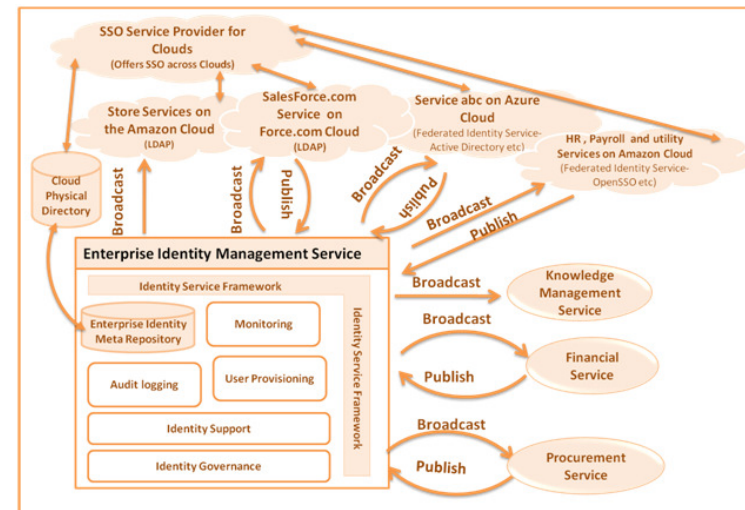 SSO Service Provider for
Clouds
(Offers SSO across Clouds)
Store Services on
the Amazon Cloud
(LDAP)
SalesForce.com
Service on
Force.com Cloud
(LDAP)
Service abc on Azure
Cloud
(Federated Identity Service-
Active Directory etc)
HR , Payroll and utility
Services on Amazon Cloud
(Federated Identity Service-
OpenSSO etc)
Cloud
Physical
Directory
Broadcast
Broadcast
Publish
Broadcast
Publish
Broadcast
Publish
Enterprise Identity Management Service
Identity Service Framework
Identity Service Framework
Enterprise Identity
Meta Repository
Monitoring
Audit logging
User Provisioning
Identity Support
Identity Governance
Broadcast
Knowledge
Management
Service
Broadcast
Publish
Financial
Service
Broadcast
Publish
Procurement
Service